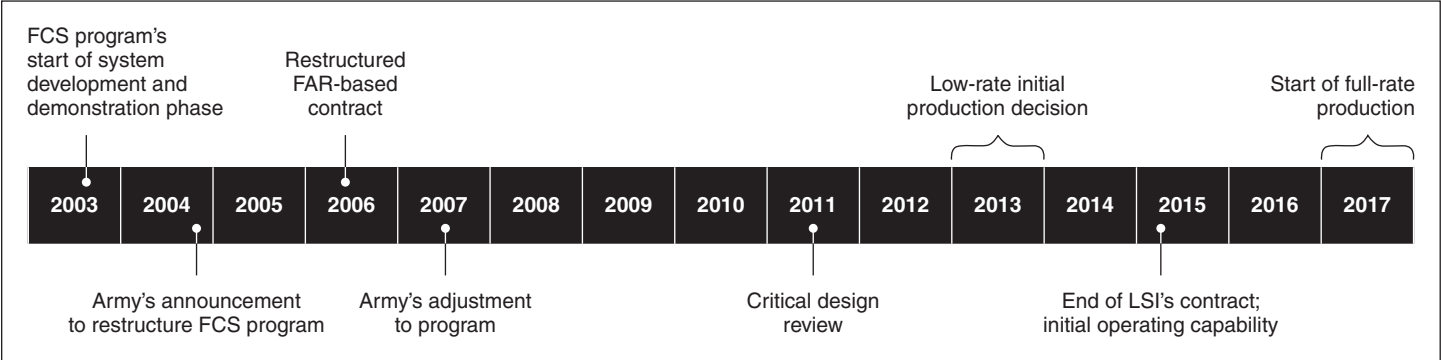 FCS program's
start of system
development and
demonstration phase
Restructured
FAR-based
contract
Low-rate initial
production decision
Start of full-rate
production
2003 2004 2005 2006 2007 2008 2009 2010 2011 2012 2013 2014 2015 2016 2017
Army's announcement
to restructure FCS program
Army's adjustment
to program
Critical design
review
End of LSI's contract;
initial operating capability